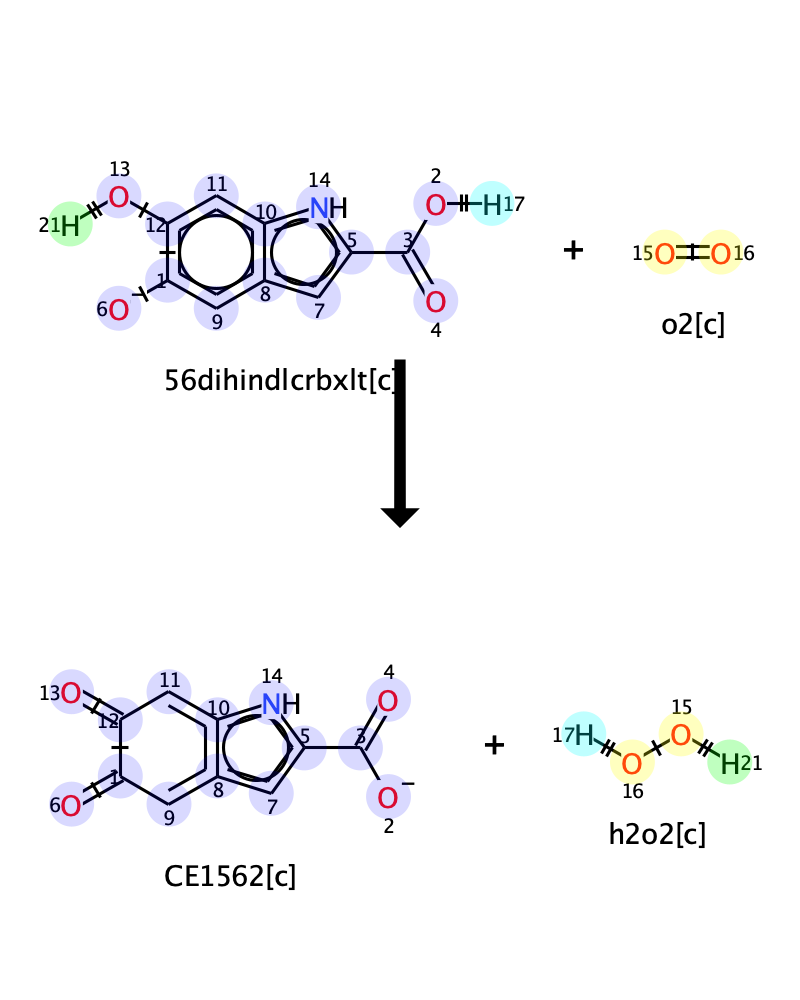 13
11
14
2
21H
O
NH
O
H17
12
10
5
3
+
15O
O16
6O
−
1
9
8
7
O
4
o2[c]
56dihindlcrbxlt[c]
11
14
4
13O
12
10
NH
O
15
17H
O
5
3
+
6O
1
8
O
H21
9
7
O−
2
16
h2o2[c]
CE1562[c]